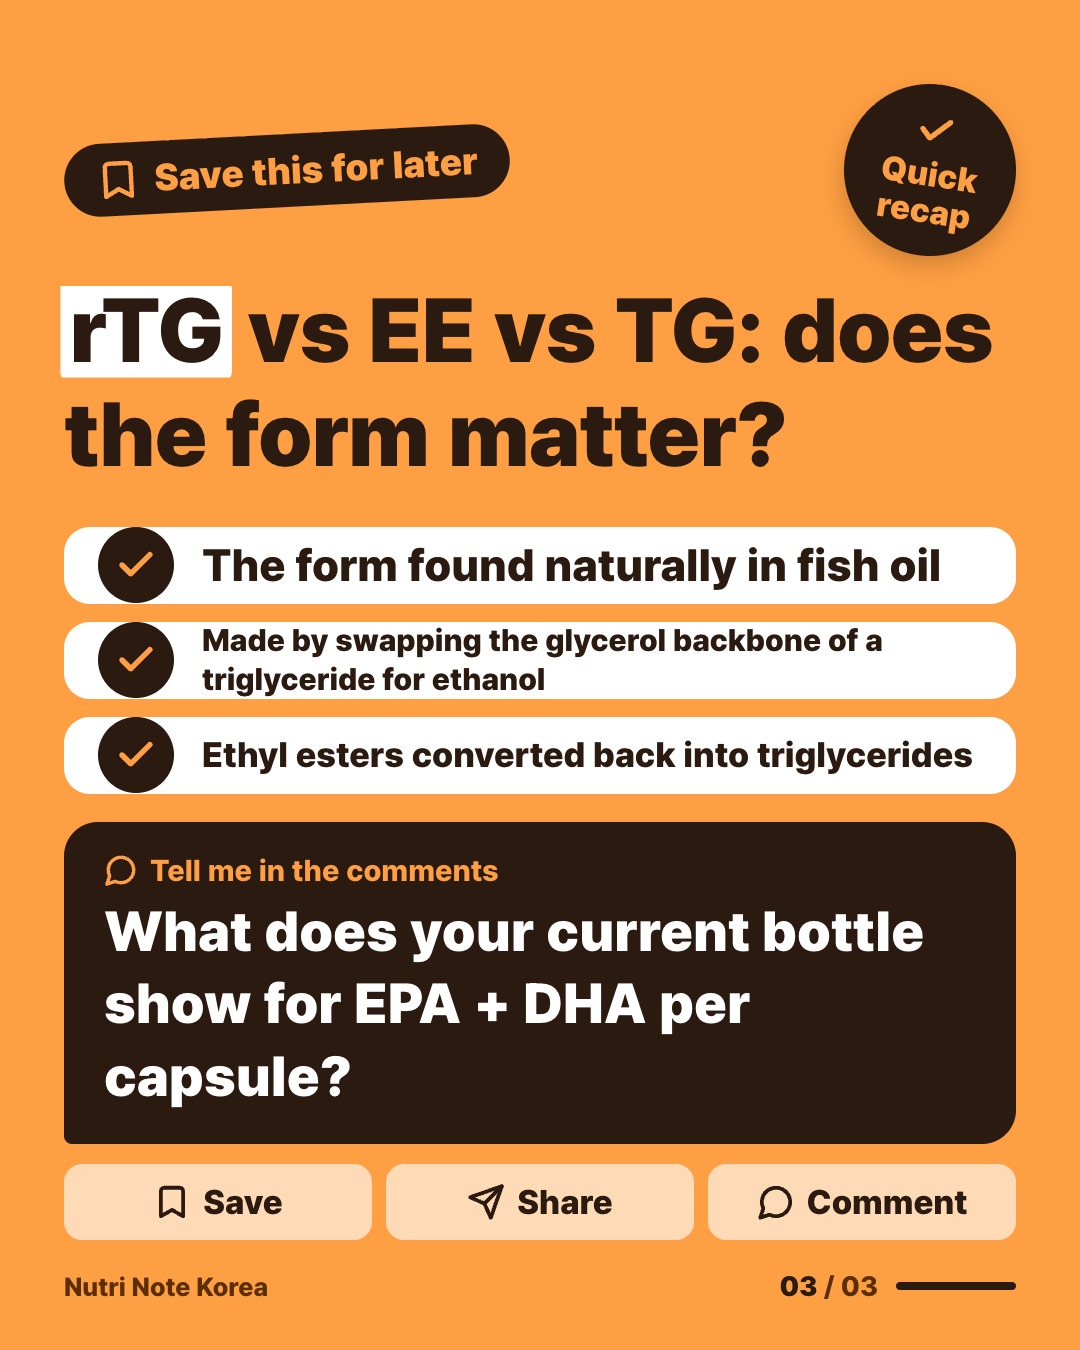 Save this for later
Quick
recap
rTG vs EE vs TG: does
the form matter?
The form found naturally in fish oil
Made by swapping the glycerol backbone of a
triglyceride for ethanol
Ethyl esters converted back into triglycerides
Tell me in the comments
What does your current bottle
show for EPA + DHA per
capsule?
Save
Share
Comment
Nutri Note Korea
03 / 03